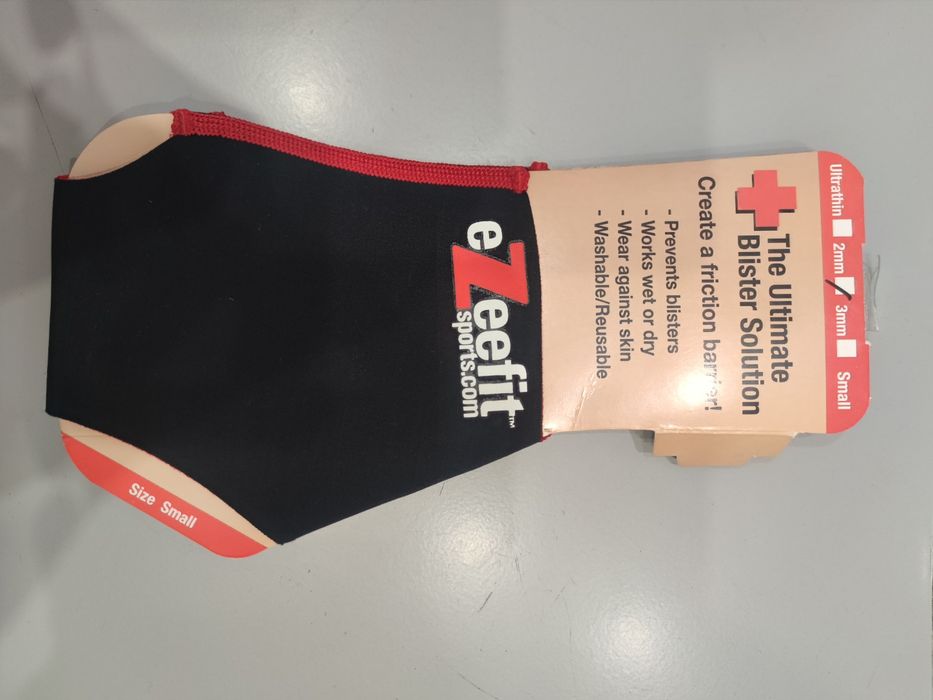 Ultrathin 2mm 3mm Small
The Ultimate
Blister Solution
Create a friction barrier!
- Prevents blisters
- Works wet or dry
- Wear against skin
- Washable/Reusable
eZeefit™
sports.com
Size Small